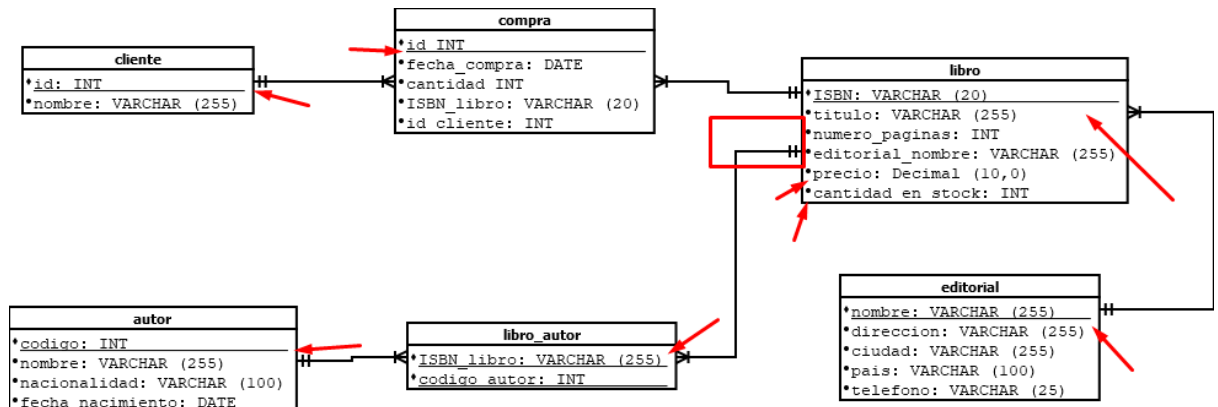 cliente
id: INT
nombre: VARCHAR (255)
compra
id INT
fecha_compra: DATE
cantidad INT
ISBN_libro: VARCHAR (20)
id cliente: INT
libro
ISBN: VARCHAR (20)
titulo: VARCHAR (255)
numero_paginas: INT
editorial_nombre: VARCHAR (255)
precio: Decimal (10,0)
cantidad en stock: INT
autor
codigo: INT
nombre: VARCHAR (255)
nacionalidad: VARCHAR (100)
fecha nacimiento: DATE
libro_autor
ISBN_libro: VARCHAR (255)
codigo autor: INT
editorial
nombre: VARCHAR (255)
direccion: VARCHAR (255)
ciudad: VARCHAR (255)
pais: VARCHAR (100)
telefono: VARCHAR (25)